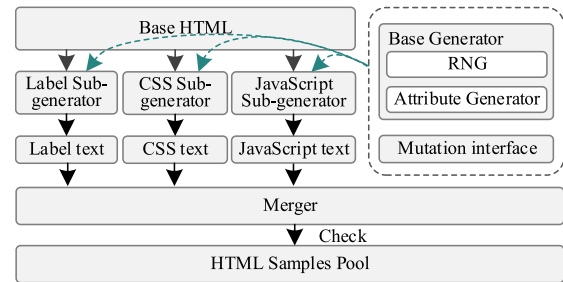 Base HTML
Base Generator
RNG
Attribute Generator
Mutation interface
Label Sub-
generator
CSS Sub-
generator
JavaScript
Sub-generator
Label text
CSS text
JavaScript text
Merger
Check
HTML Samples Pool